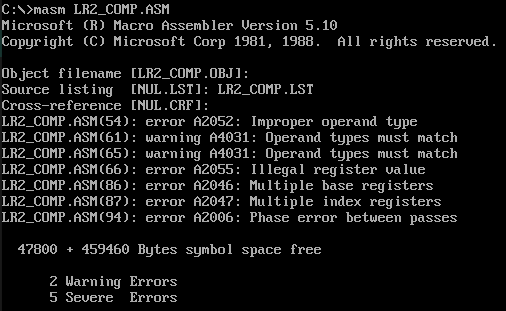 C:\>masm LR2_COMP.ASM
Microsoft (R) Macro Assembler Version 5.10
Copyright (C) Microsoft Corp 1981, 1988.  All rights reserved.
Object filename [LR2_COMP.OBJ]:
Source listing  [NUL.LST]: LR2_COMP.LST
Cross-reference [NUL.CRF]:
LR2_COMP.ASM(54): error A2052: Improper operand type
LR2_COMP.ASM(61): warning A4031: Operand types must match
LR2_COMP.ASM(65): warning A4031: Operand types must match
LR2_COMP.ASM(66): error A2055: Illegal register value
LR2_COMP.ASM(86): error A2046: Multiple base registers
LR2_COMP.ASM(87): error A2047: Multiple index registers
LR2_COMP.ASM(94): error A2006: Phase error between passes
47800 + 459460 Bytes symbol space free
2 Warning Errors
5 Severe  Errors